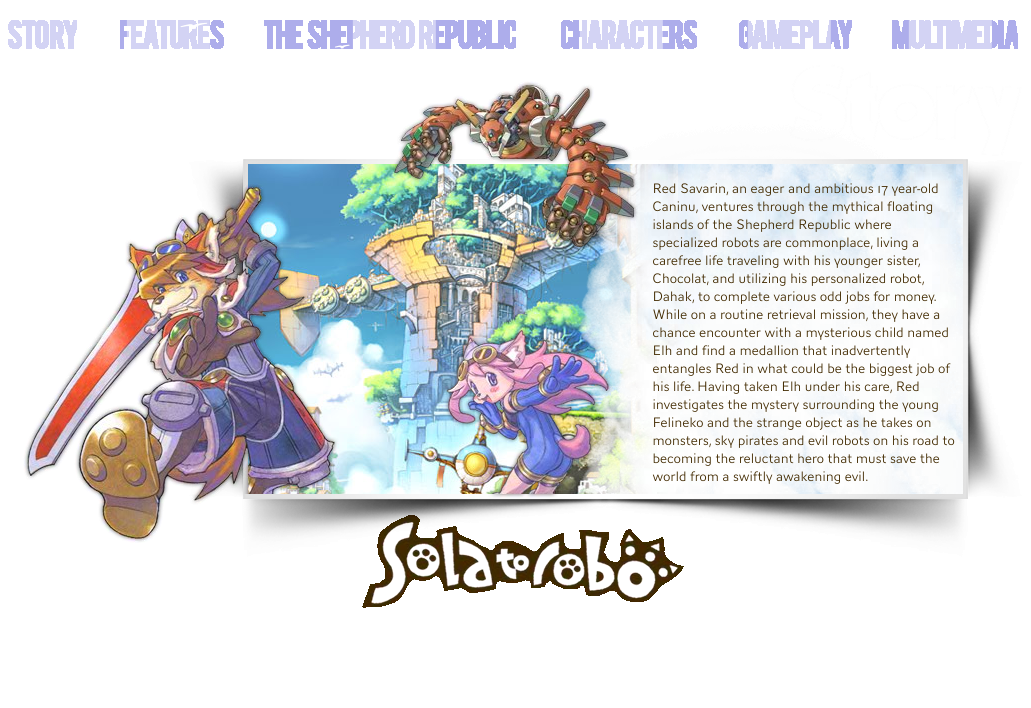 STORY FEATURES THE SHEPHERD REPUBLIC CHARACTERS GAMEPLAY MULTIMEDIA
Red Savarin, an eager and ambitious 17 year-old
Caninu, ventures through the mythical floating
islands of the Shepherd Republic where
specialized robots are commonplace, living a
carefree life traveling with his younger sister,
Chocolat, and utilizing his personalized robot,
Dahak, to complete various odd jobs for money.
While on a routine retrieval mission, they have a
chance encounter with a mysterious child named
Elh and find a medallion that inadvertently
entangles Red in what could be the biggest job of
his life. Having taken Elh under his care, Red
investigates the mystery surrounding the young
Felineko and the strange object as he takes on
monsters, sky pirates and evil robots on his road to
becoming the reluctant hero that must save the
world from a swiftly awakening evil.
Solatorobo